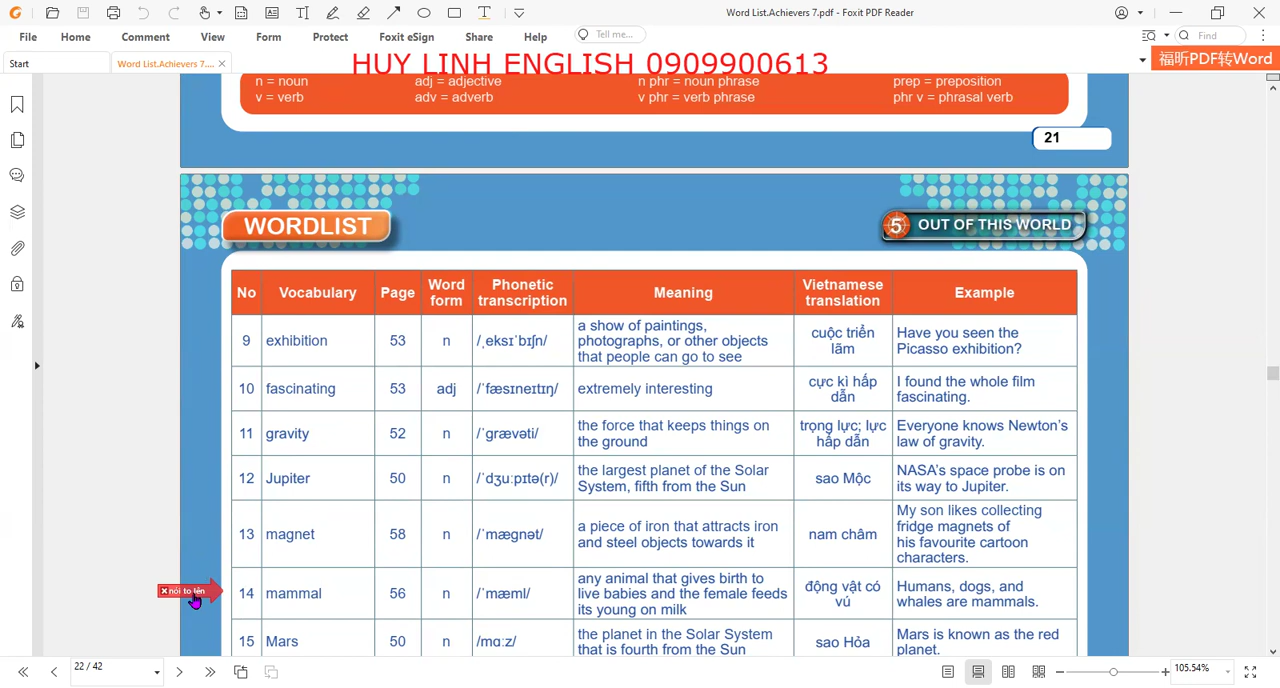 Word List.Achievers 7.pdf - Foxit PDF Reader
File Home Comment View Form Protect Foxit eSign Share Help Tell me... Find
Start Word List.Achievers 7....
HUY LINH ENGLISH 0909900613
福昕PDF转Word
n = noun adj = adjective n phr = noun phrase prep = preposition
v = verb adv = adverb v phr = verb phrase phr v = phrasal verb
21
WORDLIST
5 OUT OF THIS WORLD
No Vocabulary Page Word form Phonetic transcription Meaning Vietnamese translation Example
9 exhibition 53 n /ˌeksɪˈbɪʃn/ a show of paintings, photographs, or other objects that people can go to see cuộc triển lãm Have you seen the Picasso exhibition?
10 fascinating 53 adj /ˈfæsɪneɪtɪŋ/ extremely interesting cực kì hấp dẫn I found the whole film fascinating.
11 gravity 52 n /ˈɡrævəti/ the force that keeps things on the ground trọng lực; lực hấp dẫn Everyone knows Newton's law of gravity.
12 Jupiter 50 n /ˈdʒuːpɪtə(r)/ the largest planet of the Solar System, fifth from the Sun sao Mộc NASA's space probe is on its way to Jupiter.
13 magnet 58 n /ˈmæɡnət/ a piece of iron that attracts iron and steel objects towards it nam châm My son likes collecting fridge magnets of his favourite cartoon characters.
nói to lên
14 mammal 56 n /ˈmæml/ any animal that gives birth to live babies and the female feeds its young on milk động vật có vú Humans, dogs, and whales are mammals.
15 Mars 50 n /mɑːz/ the planet in the Solar System that is fourth from the Sun sao Hỏa Mars is known as the red planet.
22 / 42
105.54%